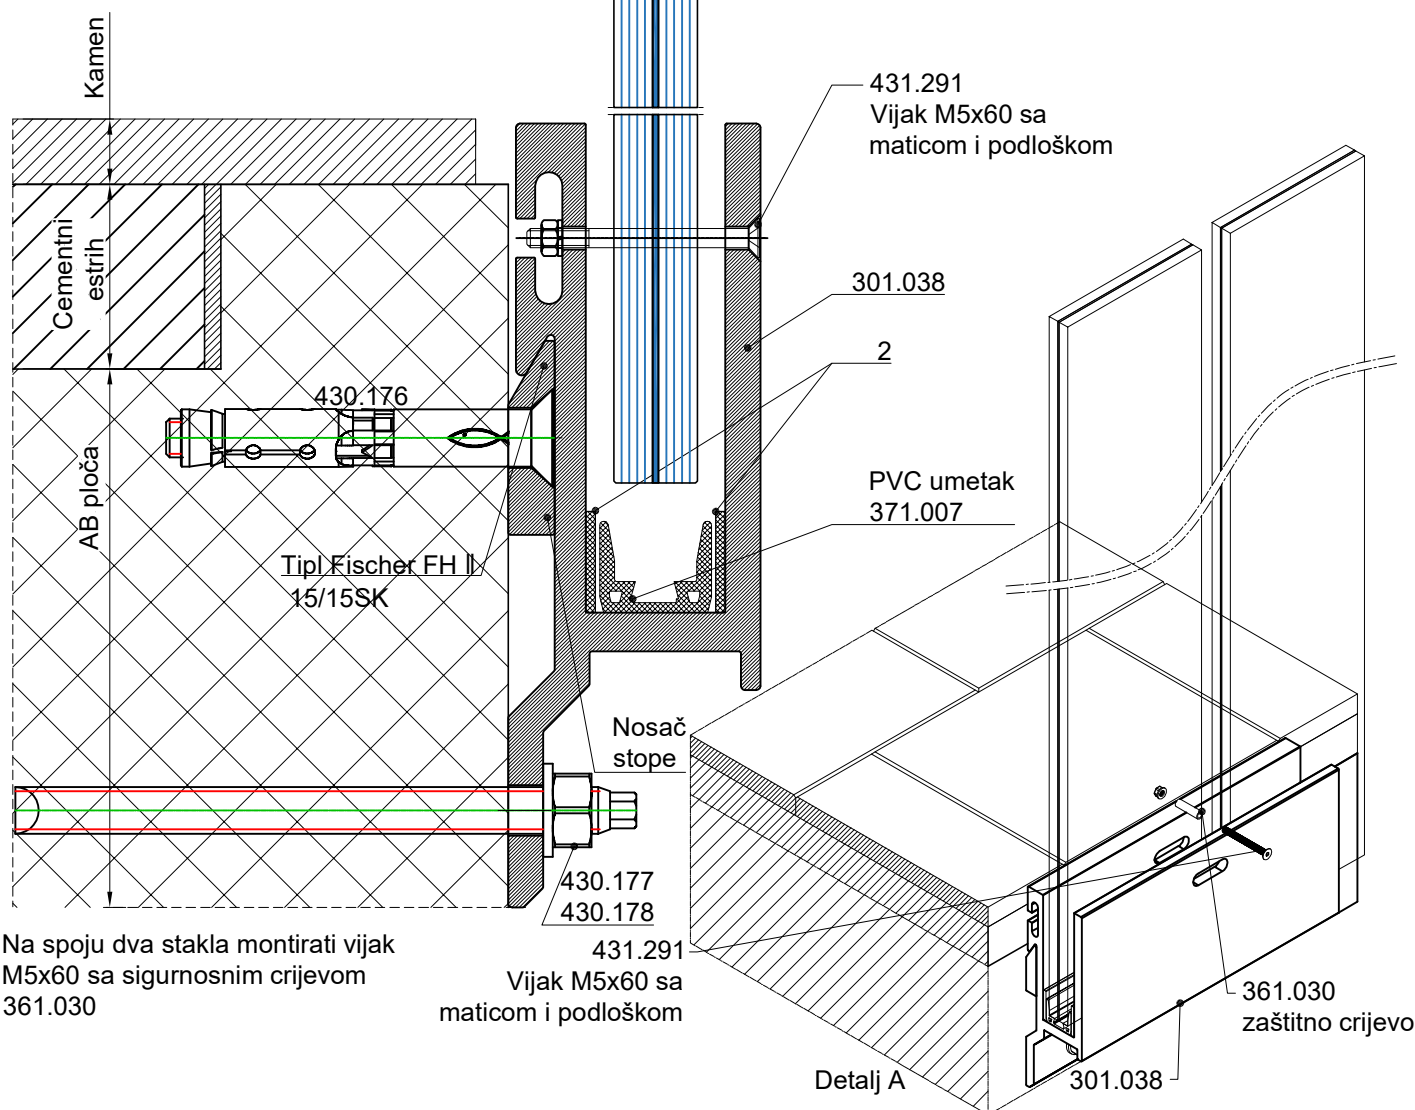 Kamen
Cementni
estrih
AB ploča
431.291
Vijak M5x60 sa
maticom i podloškom
301.038
2
430.176
PVC umetak
371.007
Tipl Fischer FH II
15/15SK
Nosač
stope
430.177
430.178
Na spoju dva stakla montirati vijak
M5x60 sa sigurnosnim crijevom
361.030
431.291
Vijak M5x60 sa
maticom i podloškom
361.030
zaštitno crijevo
Detalj A
301.038